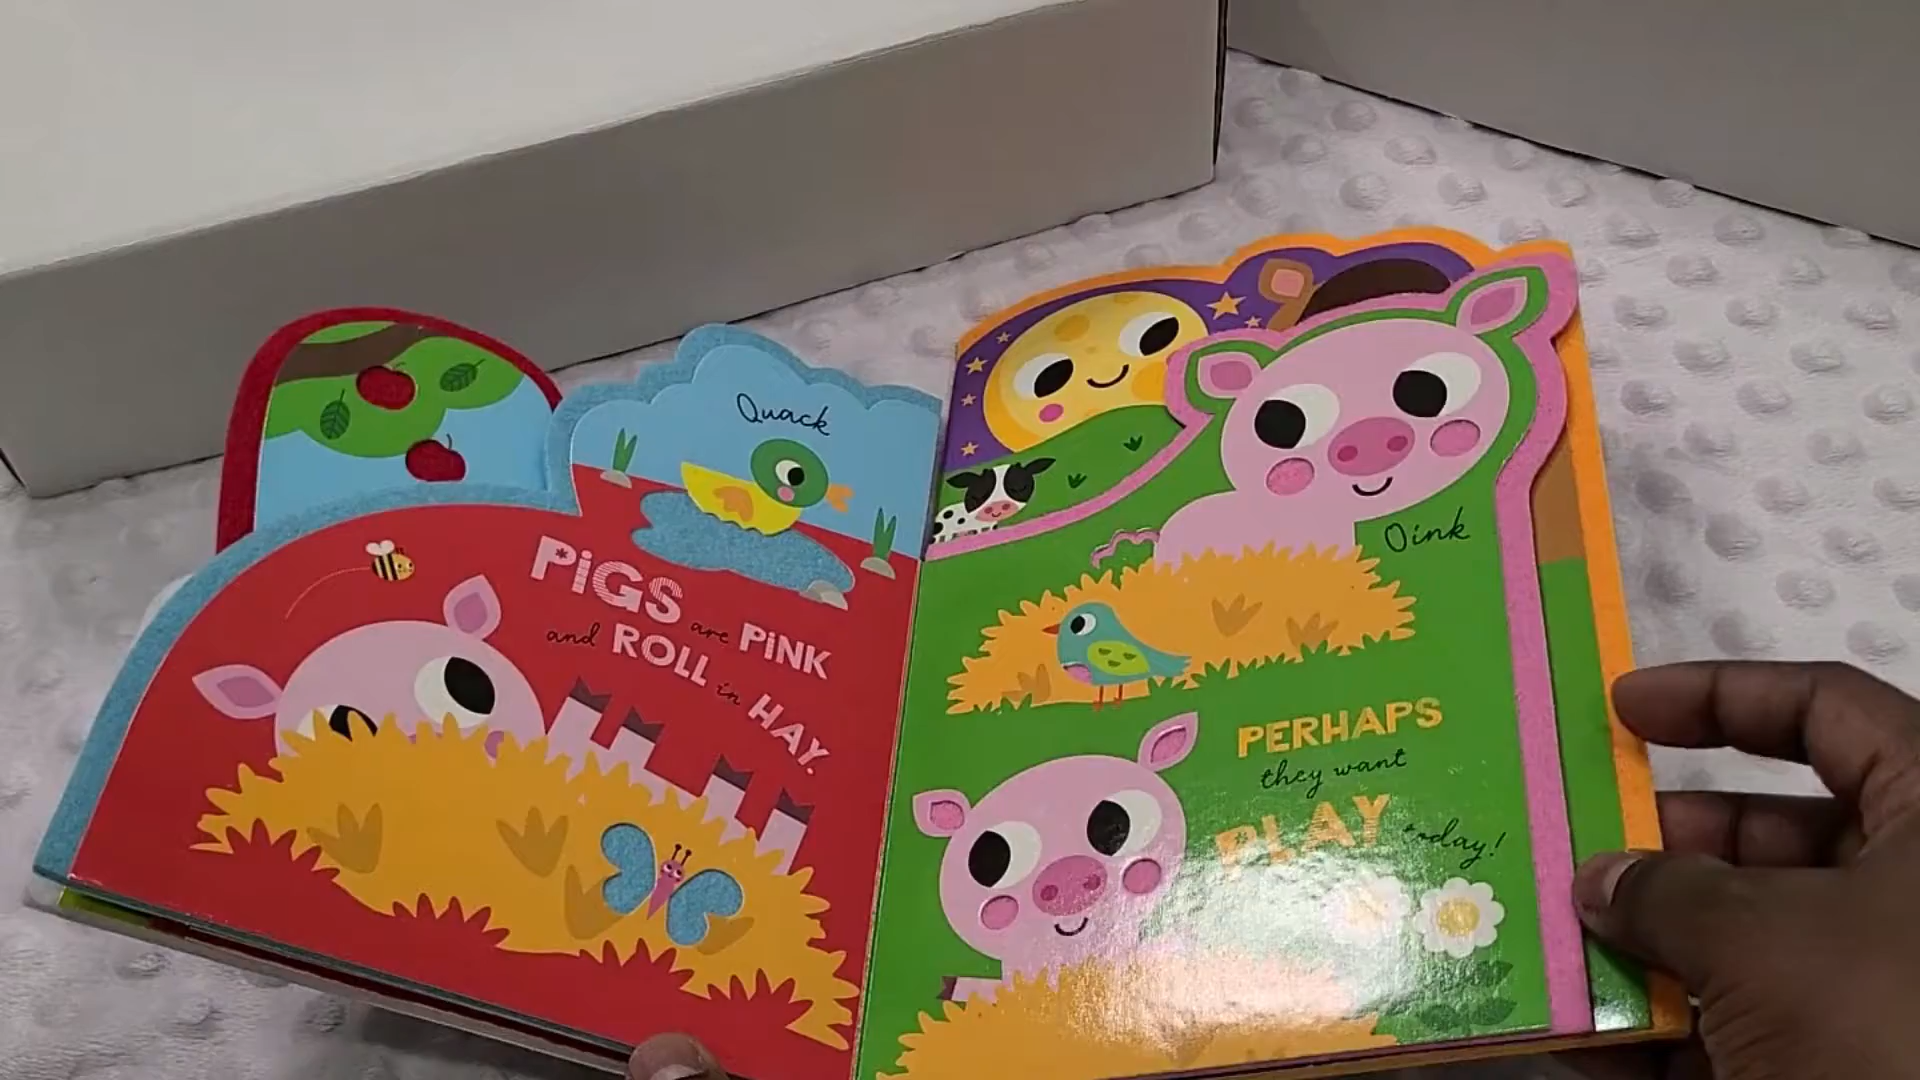 Quack
PiGS are PiNK
and ROLL in HAY.
Oink
PERHAPS
they want
PLAY today!